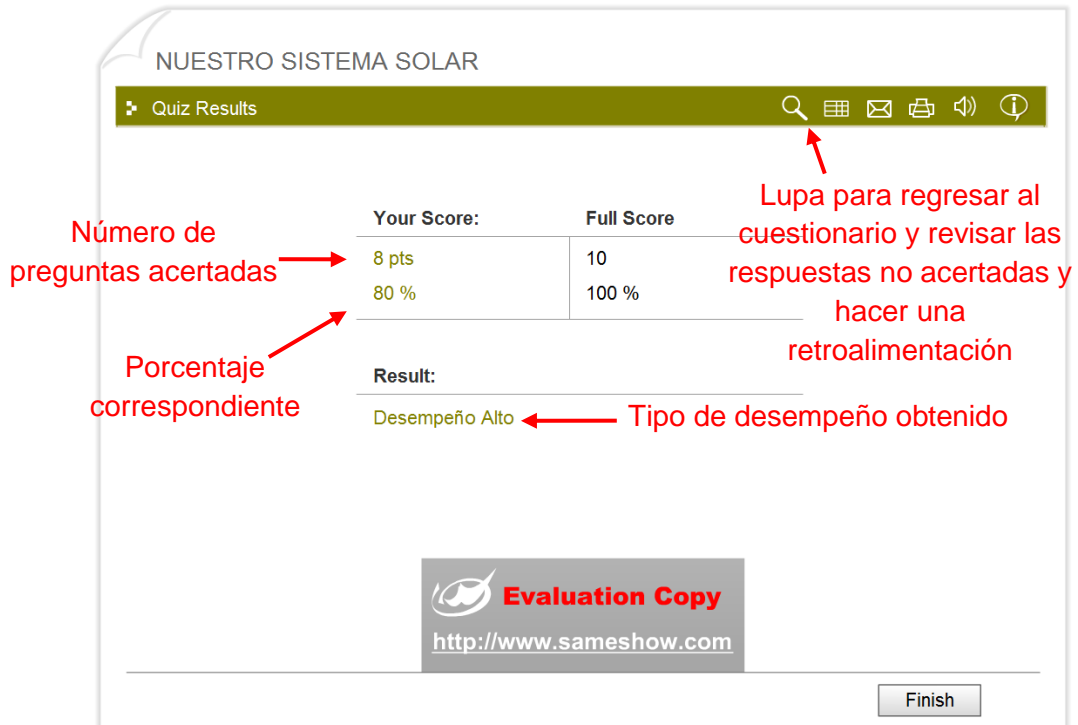 NUESTRO SISTEMA SOLAR
Quiz Results
Lupa para regresar al
cuestionario y revisar las
respuestas no acertadas y
hacer una
retroalimentación
Número de
preguntas acertadas
Your Score: Full Score
8 pts 10
80 % 100 %
Porcentaje
correspondiente
Result:
Desempeño Alto
Tipo de desempeño obtenido
Evaluation Copy
http://www.sameshow.com
Finish